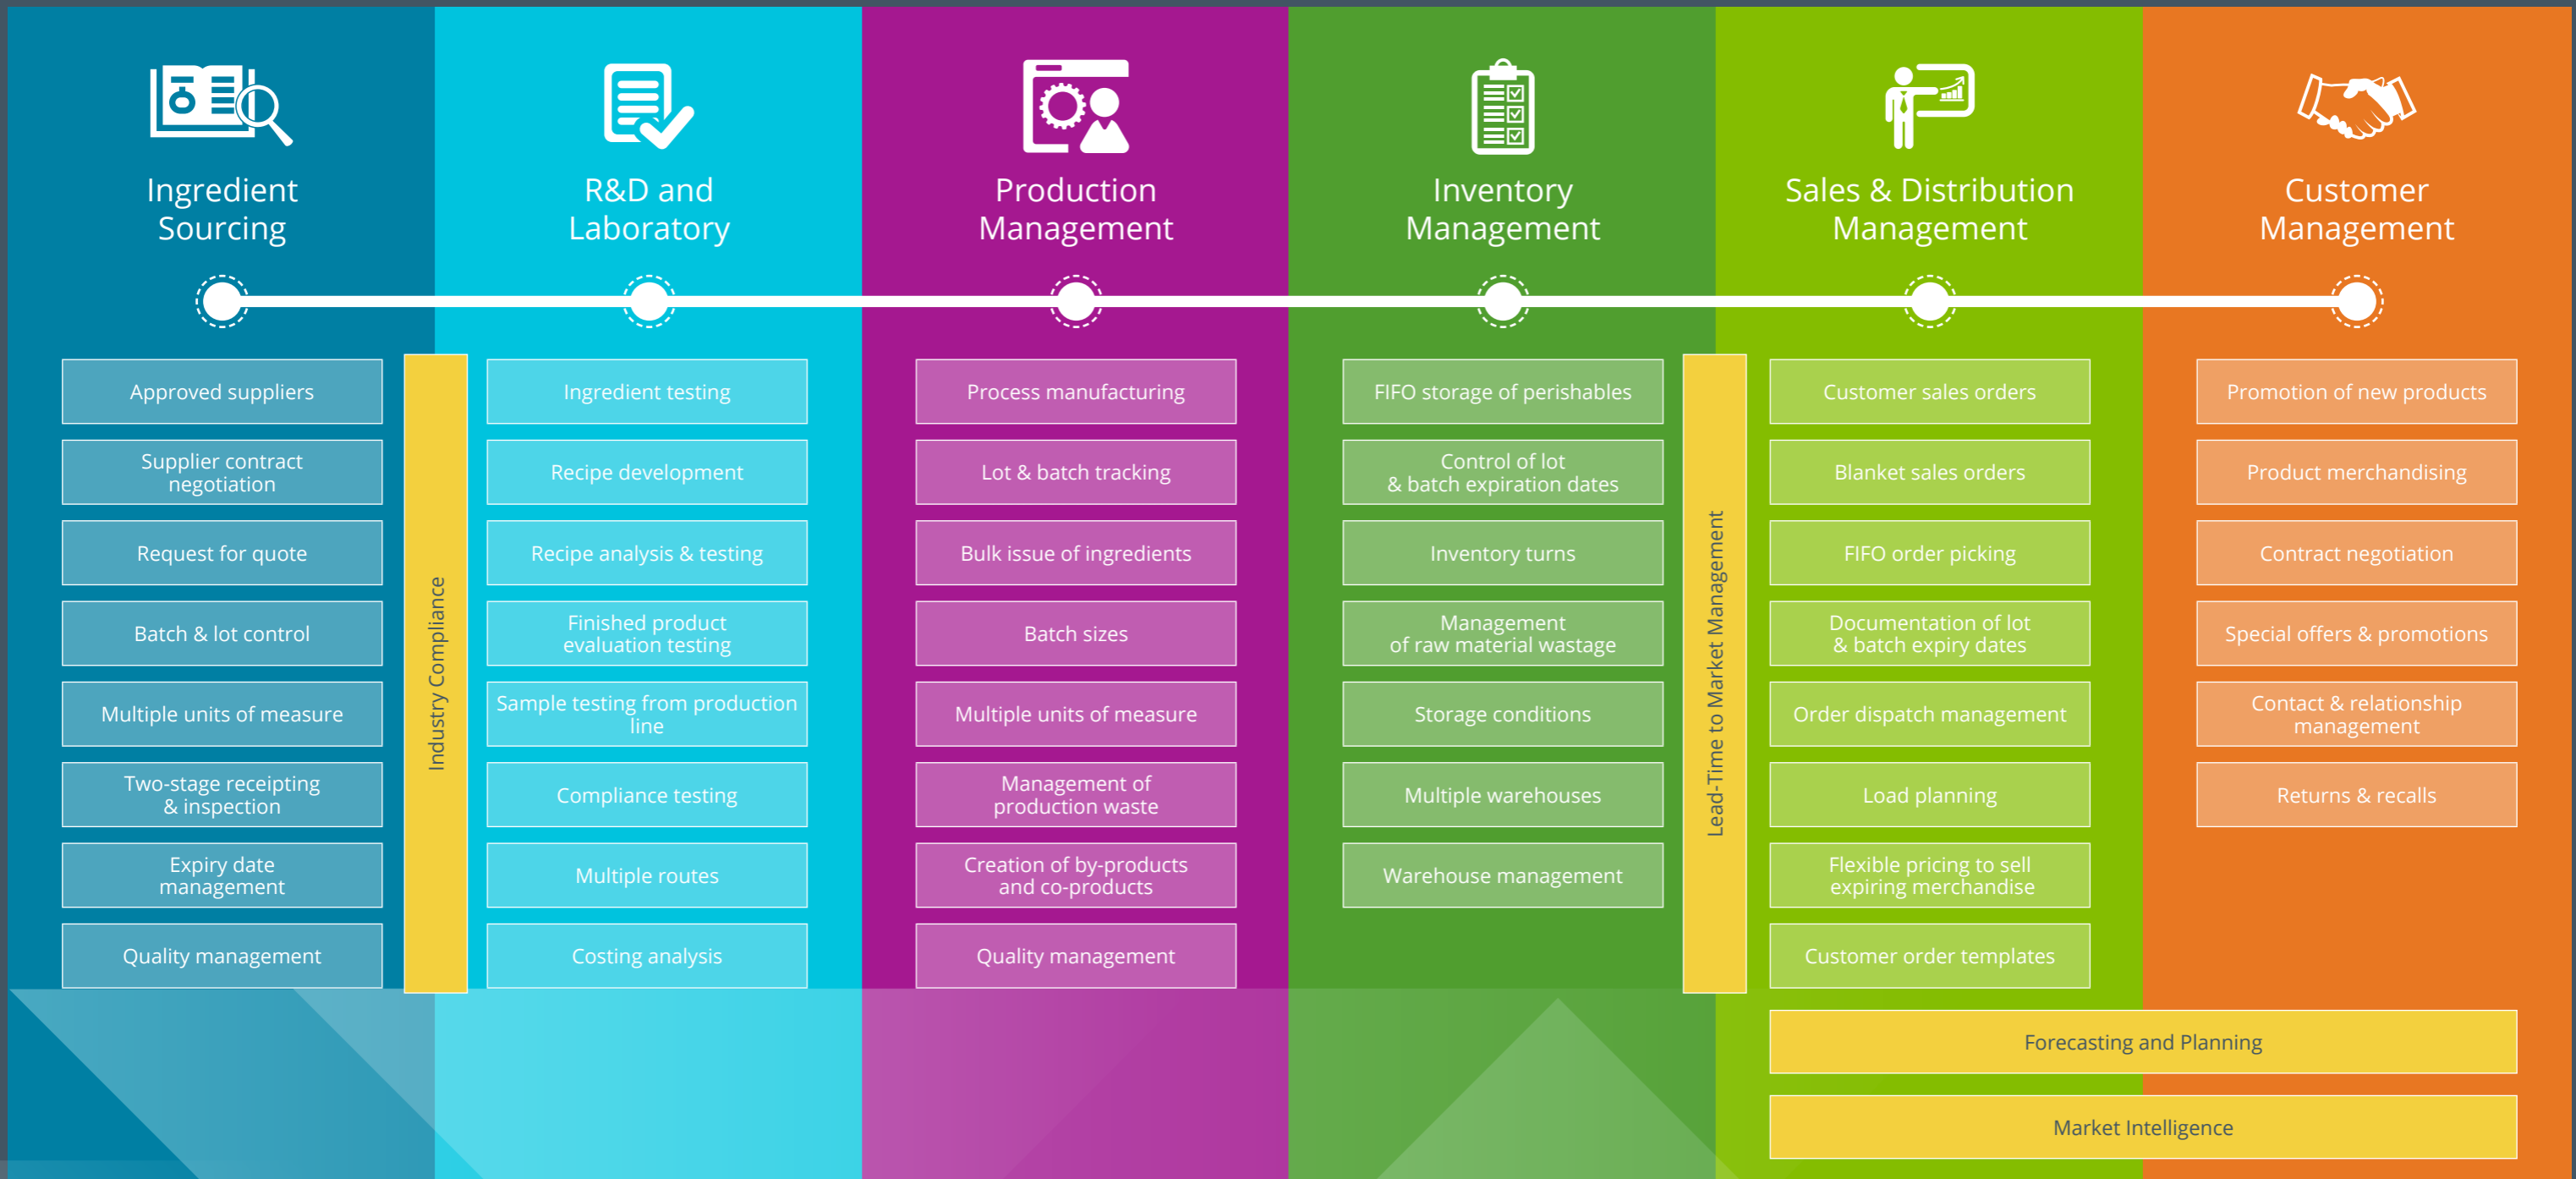 Ingredient
Sourcing
Approved suppliers
Supplier contract
negotiation
Request for quote
Batch & lot control
Multiple units of measure
Two-stage receipting
& inspection
Expiry date
management
Quality management
Industry Compliance
R&D and
Laboratory
Ingredient testing
Recipe development
Recipe analysis & testing
Finished product
evaluation testing
Sample testing from production
line
Compliance testing
Multiple routes
Costing analysis
Production
Management
Process manufacturing
Lot & batch tracking
Bulk issue of ingredients
Batch sizes
Multiple units of measure
Management of
production waste
Creation of by-products
and co-products
Quality management
Inventory
Management
FIFO storage of perishables
Control of lot
& batch expiration dates
Inventory turns
Management
of raw material wastage
Storage conditions
Multiple warehouses
Warehouse management
Lead-Time to Market Management
Sales & Distribution
Management
Customer sales orders
Blanket sales orders
FIFO order picking
Documentation of lot
& batch expiry dates
Order dispatch management
Load planning
Flexible pricing to sell
expiring merchandise
Customer order templates
Customer
Management
Promotion of new products
Product merchandising
Contract negotiation
Special offers & promotions
Contact & relationship
management
Returns & recalls
Forecasting and Planning
Market Intelligence